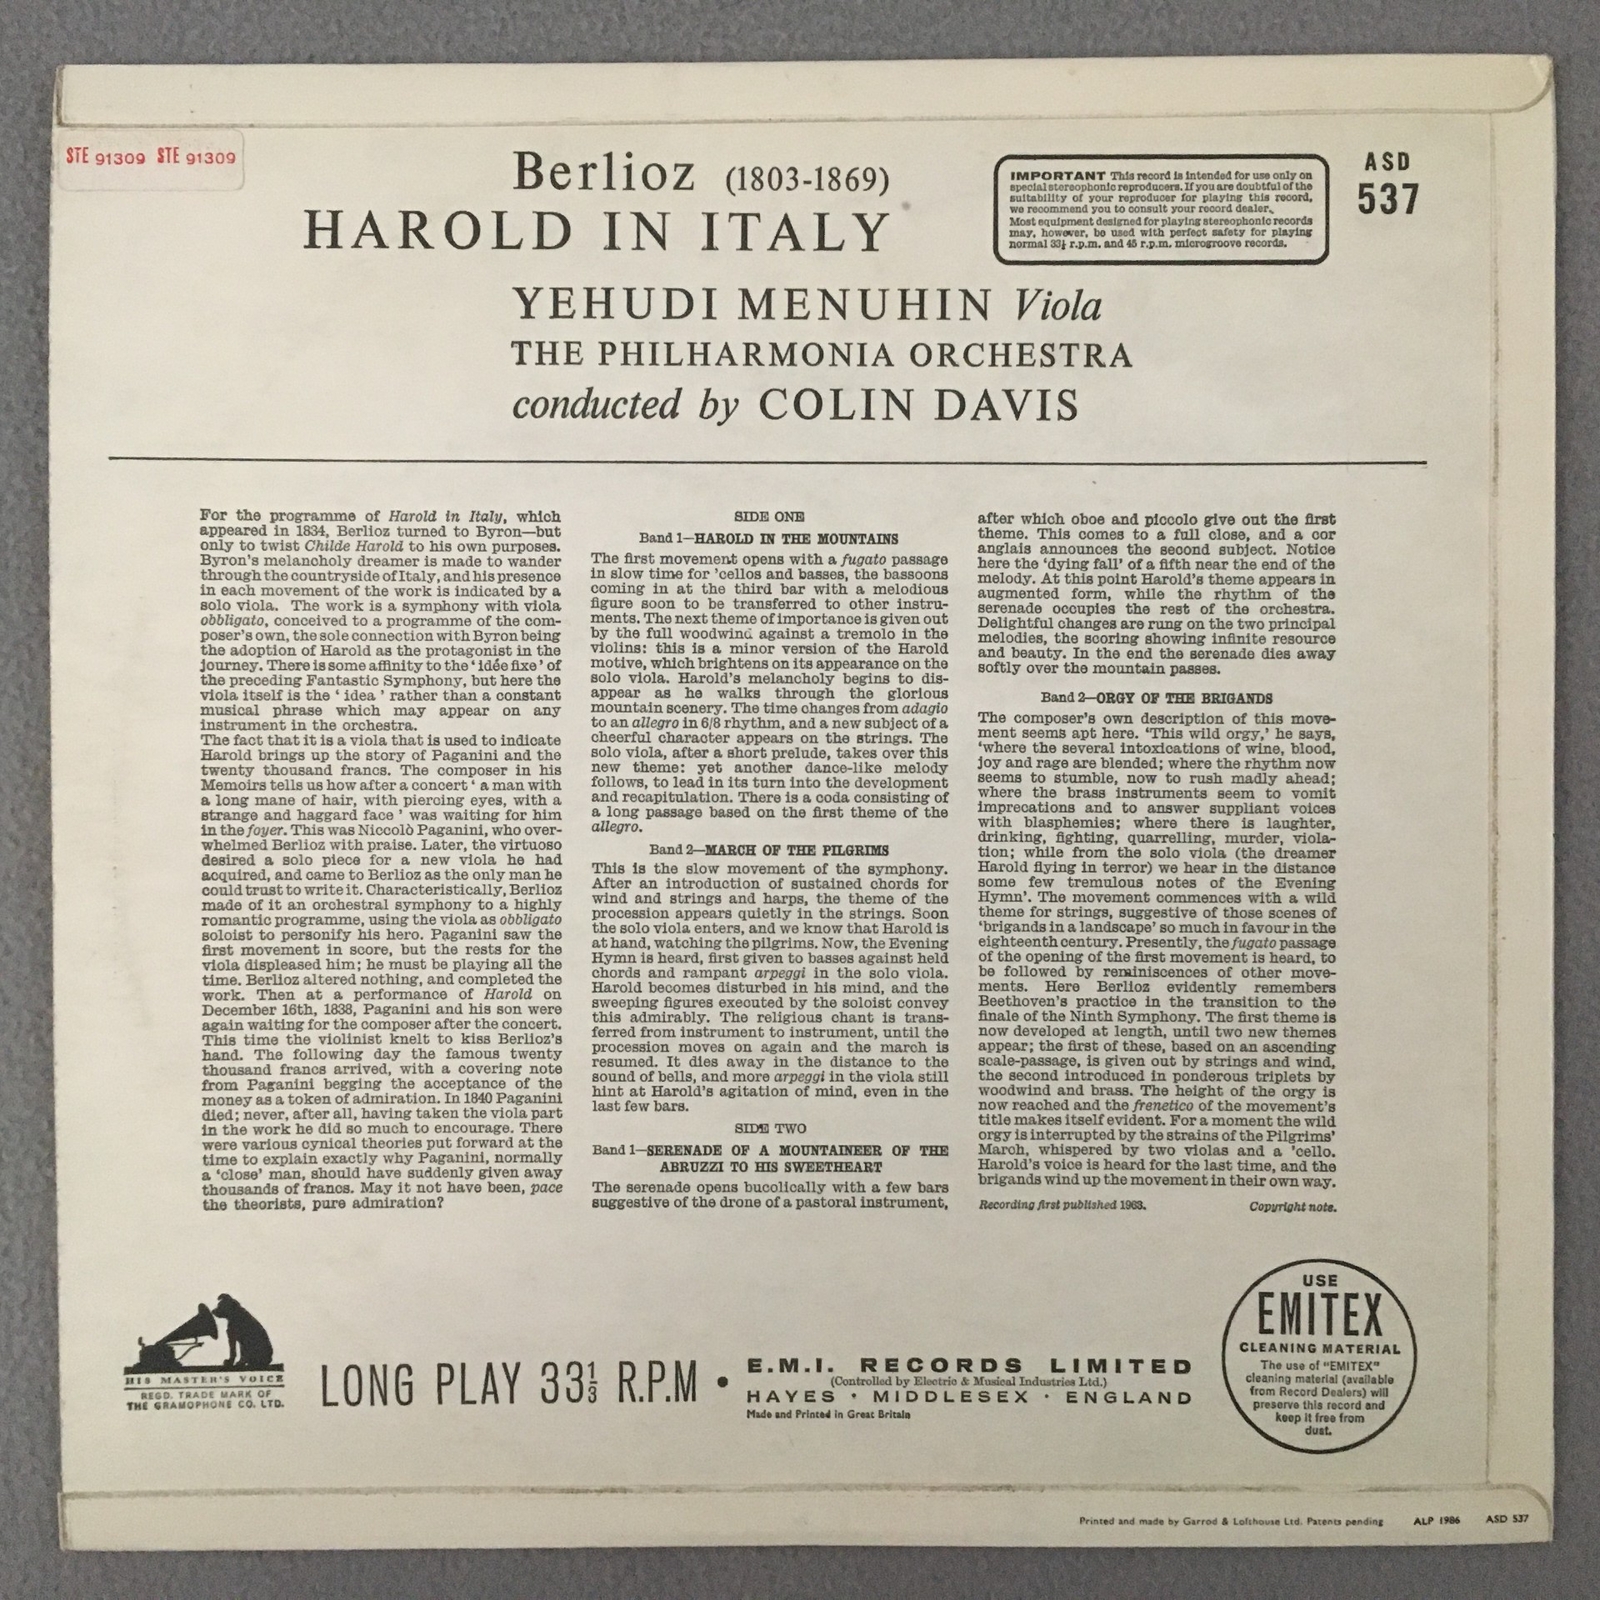 STE 91309 STE 91309
Berlioz (1803-1869)
HAROLD IN ITALY
IMPORTANT This record is intended for use only on
special stereophonic reproducers. If you are doubtful of the
suitability of your reproducer for playing this record,
we recommend you to consult your record dealer.
Most equipment designed for playing stereophonic records
may, however, be used with perfect safety for playing
normal 33⅓ r.p.m. and 45 r.p.m. microgroove records.
ASD
537
YEHUDI MENUHIN Viola
THE PHILHARMONIA ORCHESTRA
conducted by COLIN DAVIS
For the programme of Harold in Italy, which
appeared in 1834, Berlioz turned to Byron—but
only to twist Childe Harold to his own purposes.
Byron's melancholy dreamer is made to wander
through the countryside of Italy, and his presence
in each movement of the work is indicated by a
solo viola. The work is a symphony with viola
obbligato, conceived to a programme of the com-
poser's own, the sole connection with Byron being
the adoption of Harold as the protagonist in the
journey. There is some affinity to the ' idée fixe ' of
the preceding Fantastic Symphony, but here the
viola itself is the ' idea ' rather than a constant
musical phrase which may appear on any
instrument in the orchestra.
The fact that it is a viola that is used to indicate
Harold brings up the story of Paganini and the
twenty thousand francs. The composer in his
Memoirs tells us how after a concert ' a man with
a long mane of hair, with piercing eyes, with a
strange and haggard face ' was waiting for him
in the foyer. This was Niccolò Paganini, who over-
whelmed Berlioz with praise. Later, the virtuoso
desired a solo piece for a new viola he had
acquired, and came to Berlioz as the only man he
could trust to write it. Characteristically, Berlioz
made of it an orchestral symphony to a highly
romantic programme, using the viola as obbligato
soloist to personify his hero. Paganini saw the
first movement in score, but the rests for the
viola displeased him; he must be playing all the
time. Berlioz altered nothing, and completed the
work. Then at a performance of Harold on
December 16th, 1838, Paganini and his son were
again waiting for the composer after the concert.
This time the violinist knelt to kiss Berlioz's
hand. The following day the famous twenty
thousand francs arrived, with a covering note
from Paganini begging the acceptance of the
money as a token of admiration. In 1840 Paganini
died; never, after all, having taken the viola part
in the work he did so much to encourage. There
were various cynical theories put forward at the
time to explain exactly why Paganini, normally
a 'close' man, should have suddenly given away
thousands of francs. May it not have been, pace
the theorists, pure admiration?
SIDE ONE
Band 1—HAROLD IN THE MOUNTAINS
The first movement opens with a fugato passage
in slow time for 'cellos and basses, the bassoons
coming in at the third bar with a melodious
figure soon to be transferred to other instru-
ments. The next theme of importance is given out
by the full woodwind against a tremolo in the
violins: this is a minor version of the Harold
motive, which brightens on its appearance on the
solo viola. Harold's melancholy begins to dis-
appear as he walks through the glorious
mountain scenery. The time changes from adagio
to an allegro in 6/8 rhythm, and a new subject of a
cheerful character appears on the strings. The
solo viola, after a short prelude, takes over this
new theme: yet another dance-like melody
follows, to lead in its turn into the development
and recapitulation. There is a coda consisting of
a long passage based on the first theme of the
allegro.
Band 2—MARCH OF THE PILGRIMS
This is the slow movement of the symphony.
After an introduction of sustained chords for
wind and strings and harps, the theme of the
procession appears quietly in the strings. Soon
the solo viola enters, and we know that Harold is
at hand, watching the pilgrims. Now, the Evening
Hymn is heard, first given to basses against held
chords and rampant arpeggi in the solo viola.
Harold becomes disturbed in his mind, and the
sweeping figures executed by the soloist convey
this admirably. The religious chant is trans-
ferred from instrument to instrument, until the
procession moves on again and the march is
resumed. It dies away in the distance to the
sound of bells, and more arpeggi in the viola still
hint at Harold's agitation of mind, even in the
last few bars.
SIDE TWO
Band 1—SERENADE OF A MOUNTAINEER OF THE
ABRUZZI TO HIS SWEETHEART
The serenade opens bucolically with a few bars
suggestive of the drone of a pastoral instrument,
after which oboe and piccolo give out the first
theme. This comes to a full close, and a cor
anglais announces the second subject. Notice
here the 'dying fall' of a fifth near the end of the
melody. At this point Harold's theme appears in
augmented form, while the rhythm of the
serenade occupies the rest of the orchestra.
Delightful changes are rung on the two principal
melodies, the scoring showing infinite resource
and beauty. In the end the serenade dies away
softly over the mountain passes.
Band 2—ORGY OF THE BRIGANDS
The composer's own description of this move-
ment seems apt here. 'This wild orgy,' he says,
'where the several intoxications of wine, blood,
joy and rage are blended; where the rhythm now
seems to stumble, now to rush madly ahead;
where the brass instruments seem to vomit
imprecations and to answer suppliant voices
with blasphemies; where there is laughter,
drinking, fighting, quarrelling, murder, viola-
tion; while from the solo viola (the dreamer
Harold flying in terror) we hear in the distance
some few tremulous notes of the Evening
Hymn'. The movement commences with a wild
theme for strings, suggestive of those scenes of
'brigands in a landscape' so much in favour in the
eighteenth century. Presently, the fugato passage
of the opening of the first movement is heard, to
be followed by reminiscences of other move-
ments. Here Berlioz evidently remembers
Beethoven's practice in the transition to the
finale of the Ninth Symphony. The first theme is
now developed at length, until two new themes
appear; the first of these, based on an ascending
scale-passage, is given out by strings and wind,
the second introduced in ponderous triplets by
woodwind and brass. The height of the orgy is
now reached and the frenetico of the movement's
title makes itself evident. For a moment the wild
orgy is interrupted by the strains of the Pilgrims'
March, whispered by two violas and a 'cello.
Harold's voice is heard for the last time, and the
brigands wind up the movement in their own way.
Recording first published 1963. Copyright note.
HIS MASTER'S VOICE
REGD. TRADE MARK OF
THE GRAMOPHONE CO. LTD.
LONG PLAY 33⅓ R.P.M •
E.M.I. RECORDS LIMITED
(Controlled by Electric & Musical Industries Ltd.)
HAYES · MIDDLESEX · ENGLAND
Made and Printed in Great Britain
USE
EMITEX
CLEANING MATERIAL
The use of "EMITEX"
cleaning material (available
from Record Dealers) will
preserve this record and
keep it free from
dust.
Printed and made by Garrod & Lofthouse Ltd. Patents pending ALP 1986 ASD 537